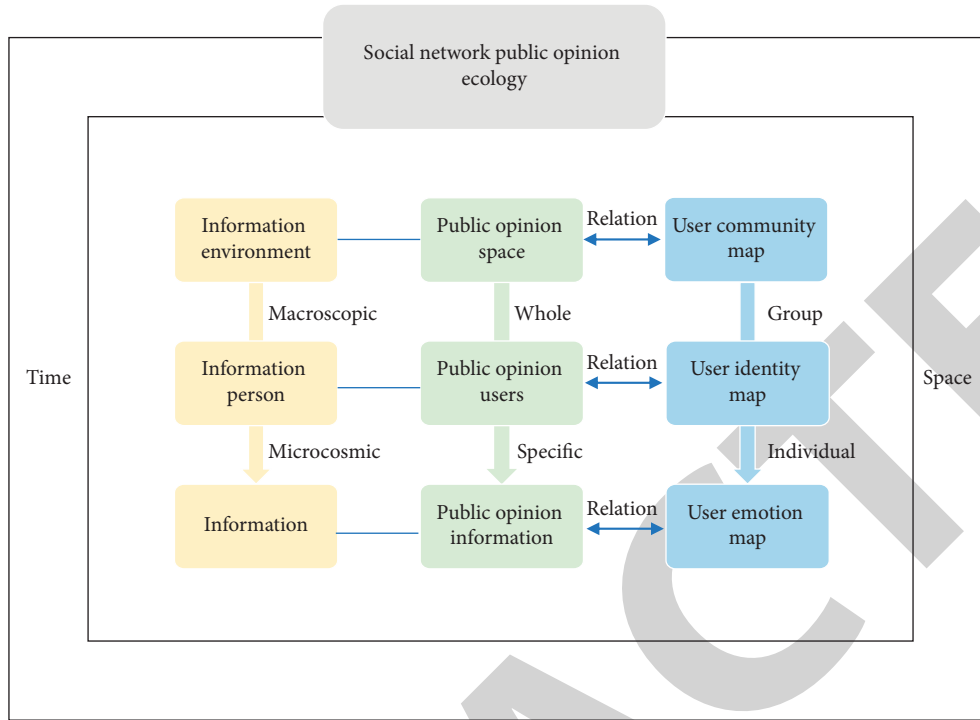 Social network public opinion
ecology
Information
environment
Public opinion
space
Relation
User community
map
Macroscopic
Whole
Group
Time
Information
person
Public opinion
users
Relation
User identity
map
Space
Microcosmic
Specific
Individual
Information
Public opinion
information
Relation
User emotion
map